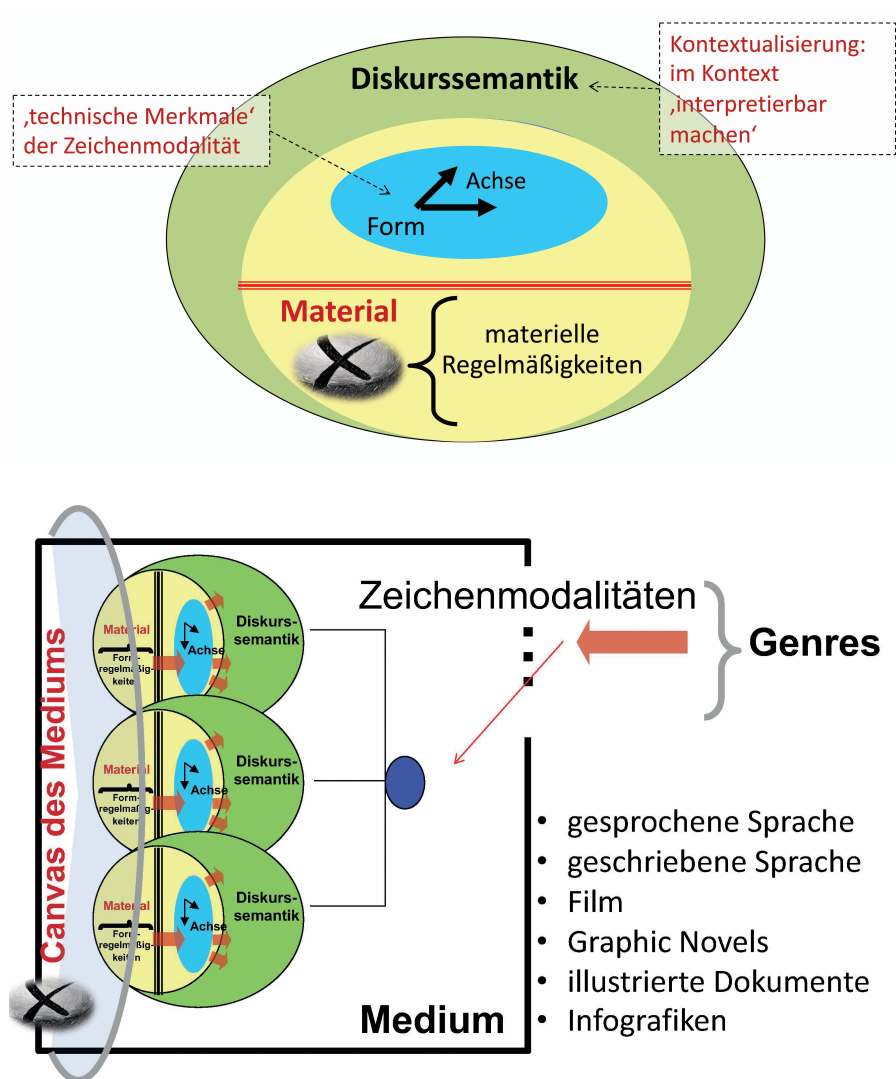 Diskurssemantik
Kontextualisierung:
im Kontext
‚interpretierbar
machen‘
‚technische Merkmale‘
der Zeichenmodalität
Achse
Form
Material
materielle
Regelmäßigkeiten
Canvas des Mediums
Material
Form-
regelmäßig-
keiten
Achse
Diskurs-
semantik
Material
Form-
regelmäßig-
keiten
Achse
Diskurs-
semantik
Material
Form-
regelmäßig-
keiten
Achse
Diskurs-
semantik
Zeichenmodalitäten
Genres
• gesprochene Sprache
• geschriebene Sprache
• Film
• Graphic Novels
• illustrierte Dokumente
• Infografiken
Medium